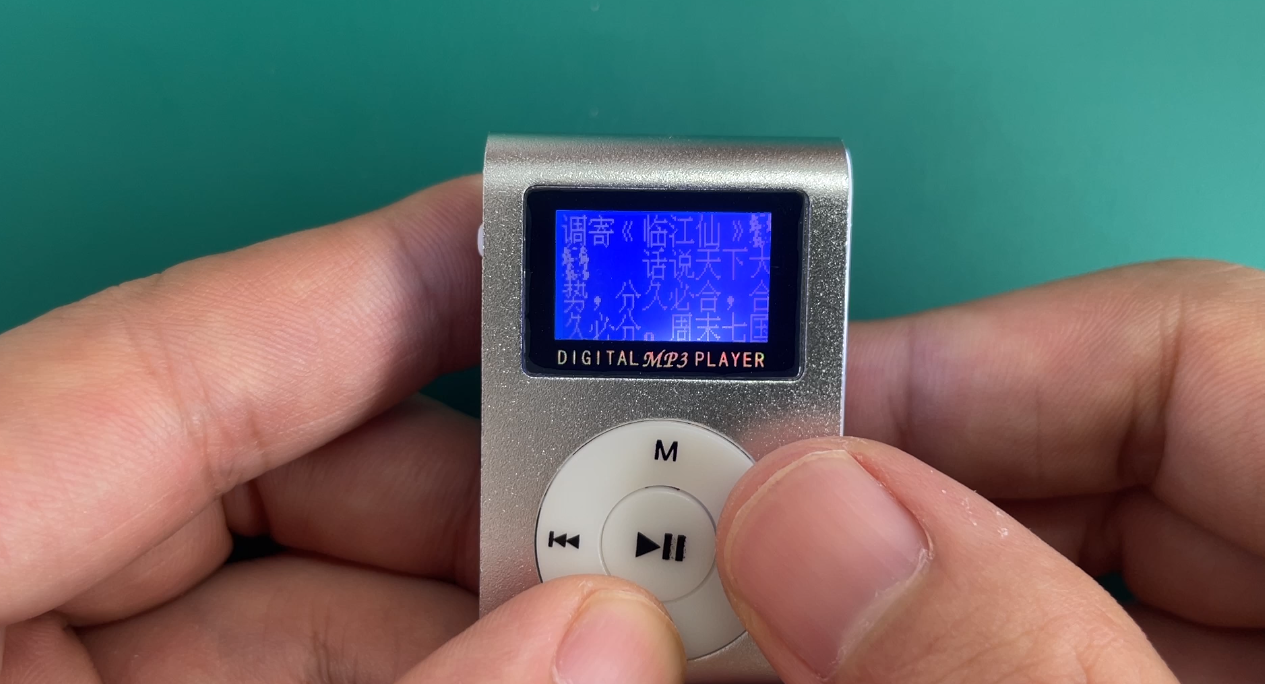 调寄《临江仙》
话说天下大
势，分久必合，合
久必分。周末七国
DIGITAL MP3 PLAYER
M